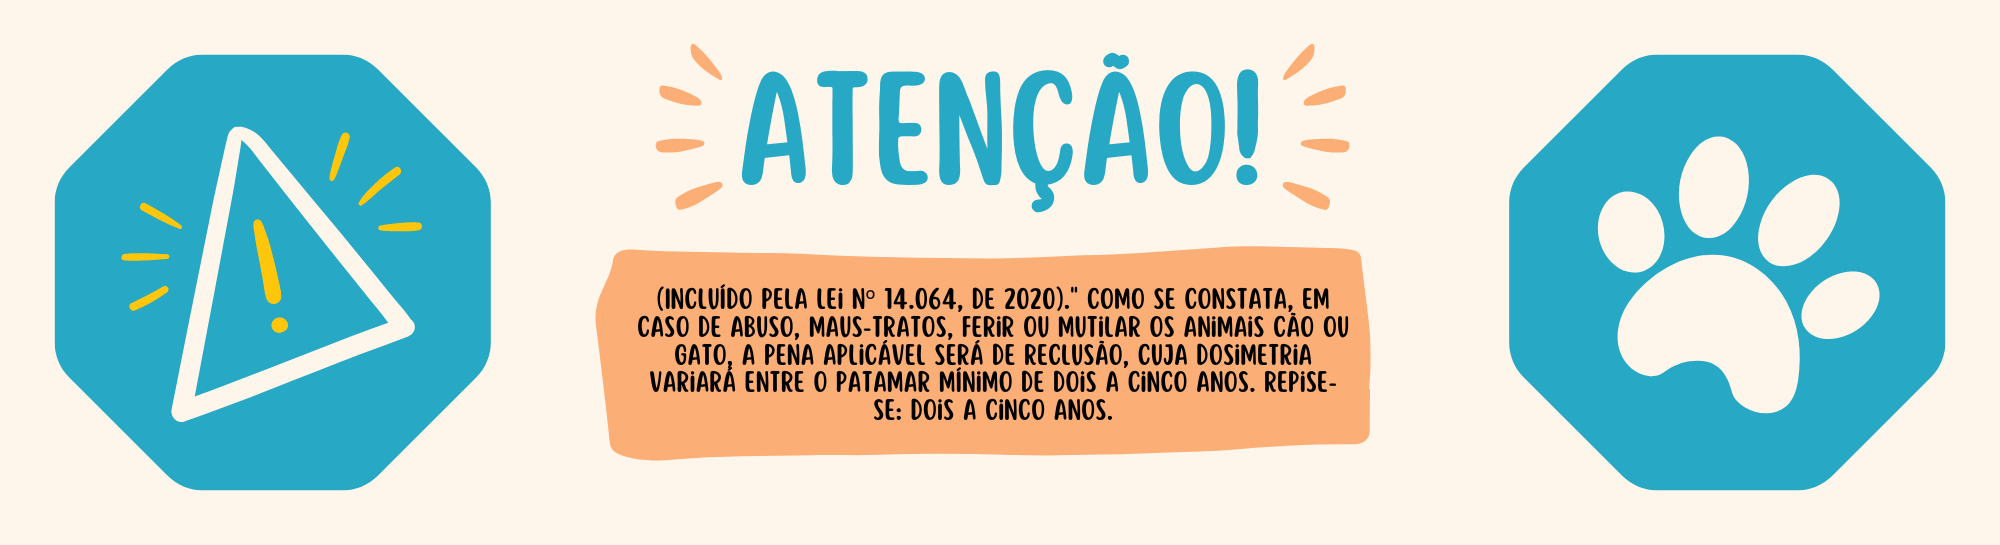 ATENÇÃO!
(INCLUÍDO PELA LEI Nº 14.064, DE 2020)." COMO SE CONSTATA, EM
CASO DE ABUSO, MAUS-TRATOS, FERIR OU MUTILAR OS ANIMAIS CÃO OU
GATO, A PENA APLICÁVEL SERÁ DE RECLUSÃO, CUJA DOSIMETRIA
VARIARÁ ENTRE O PATAMAR MÍNIMO DE DOIS A CINCO ANOS. REPISE-
SE: DOIS A CINCO ANOS.